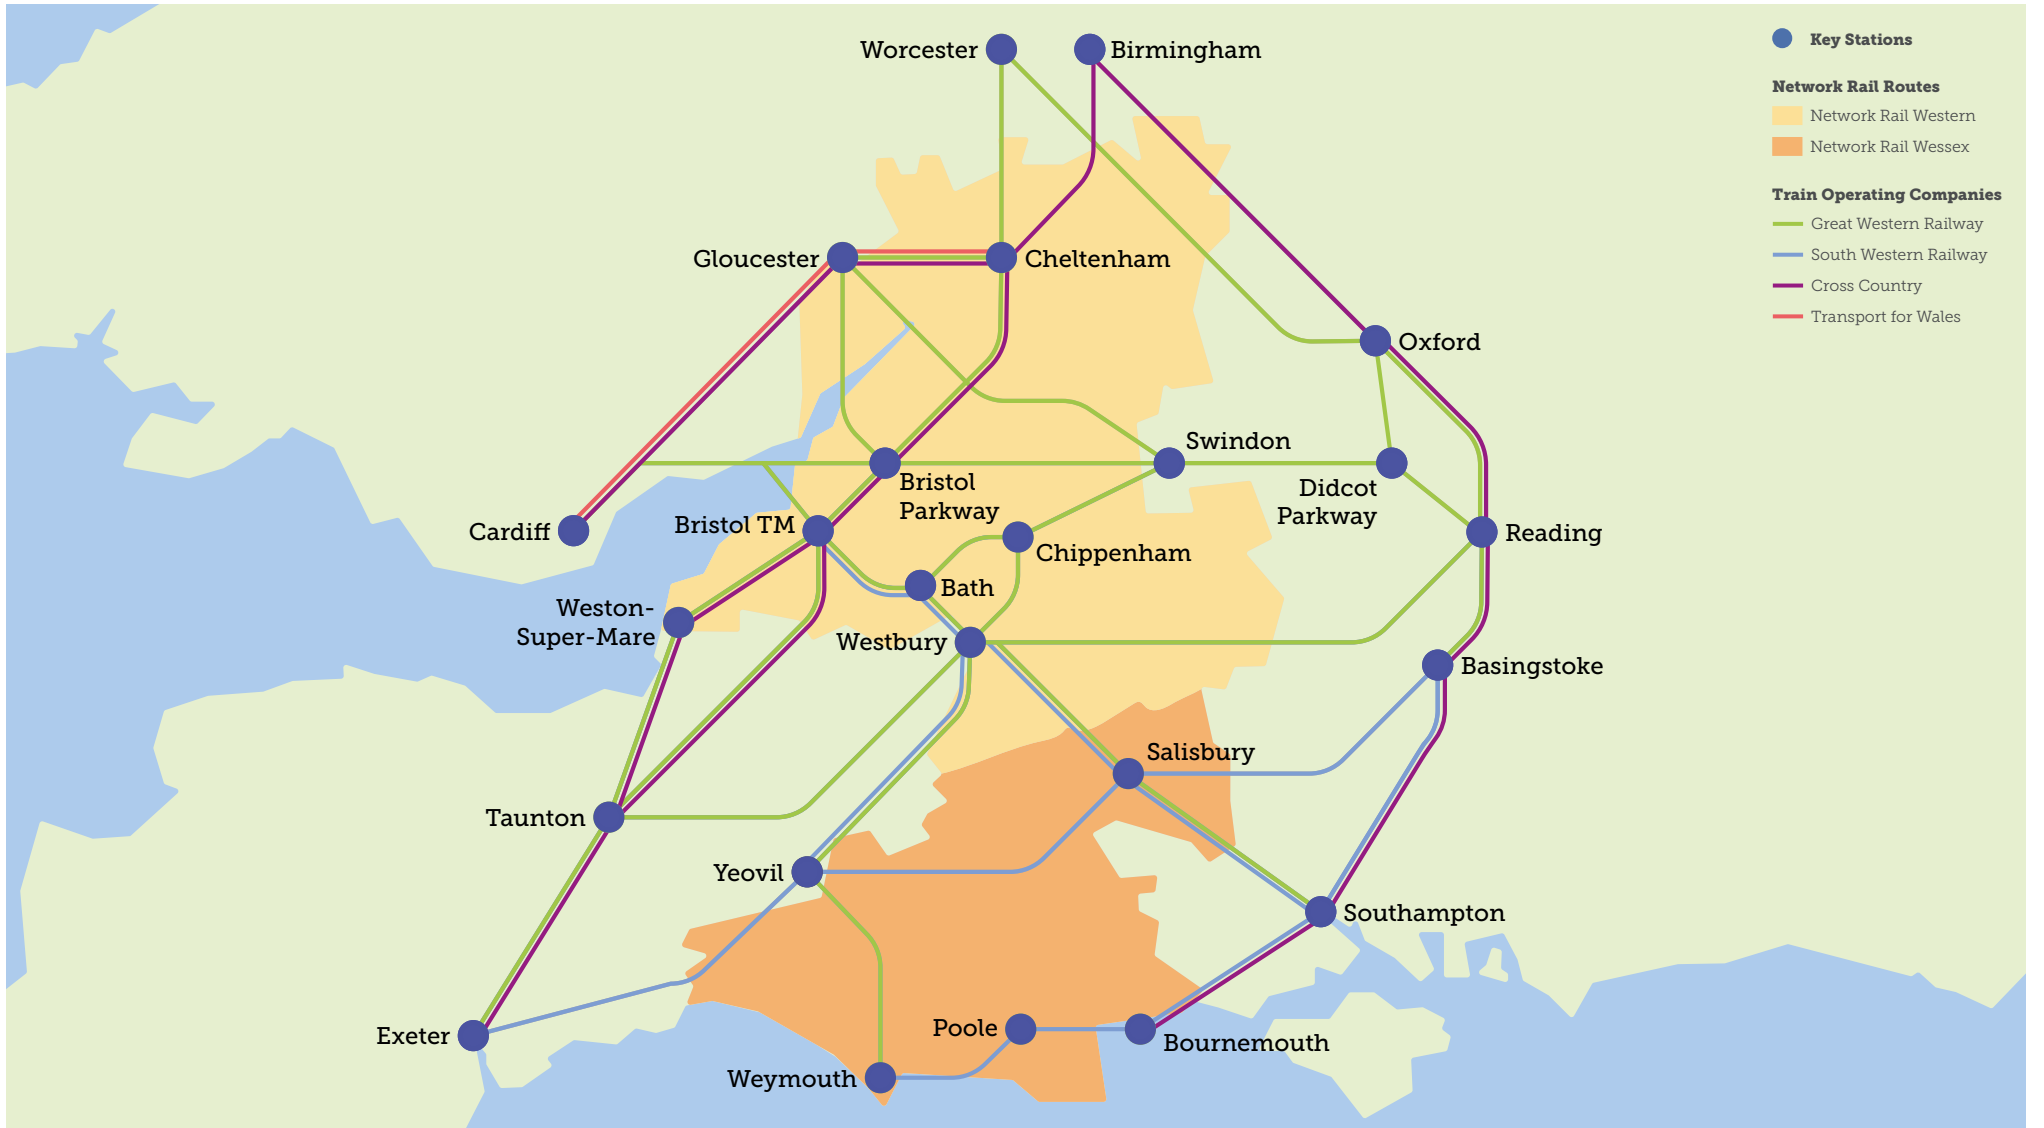 Worcester
Birmingham
Key Stations
Network Rail Routes
Network Rail Western
Network Rail Wessex
Train Operating Companies
Great Western Railway
South Western Railway
Cross Country
Transport for Wales
Gloucester
Cheltenham
Oxford
Swindon
Bristol
Parkway
Didcot
Parkway
Cardiff
Bristol TM
Reading
Chippenham
Bath
Weston-
Super-Mare
Westbury
Basingstoke
Salisbury
Taunton
Yeovil
Southampton
Exeter
Poole
Bournemouth
Weymouth